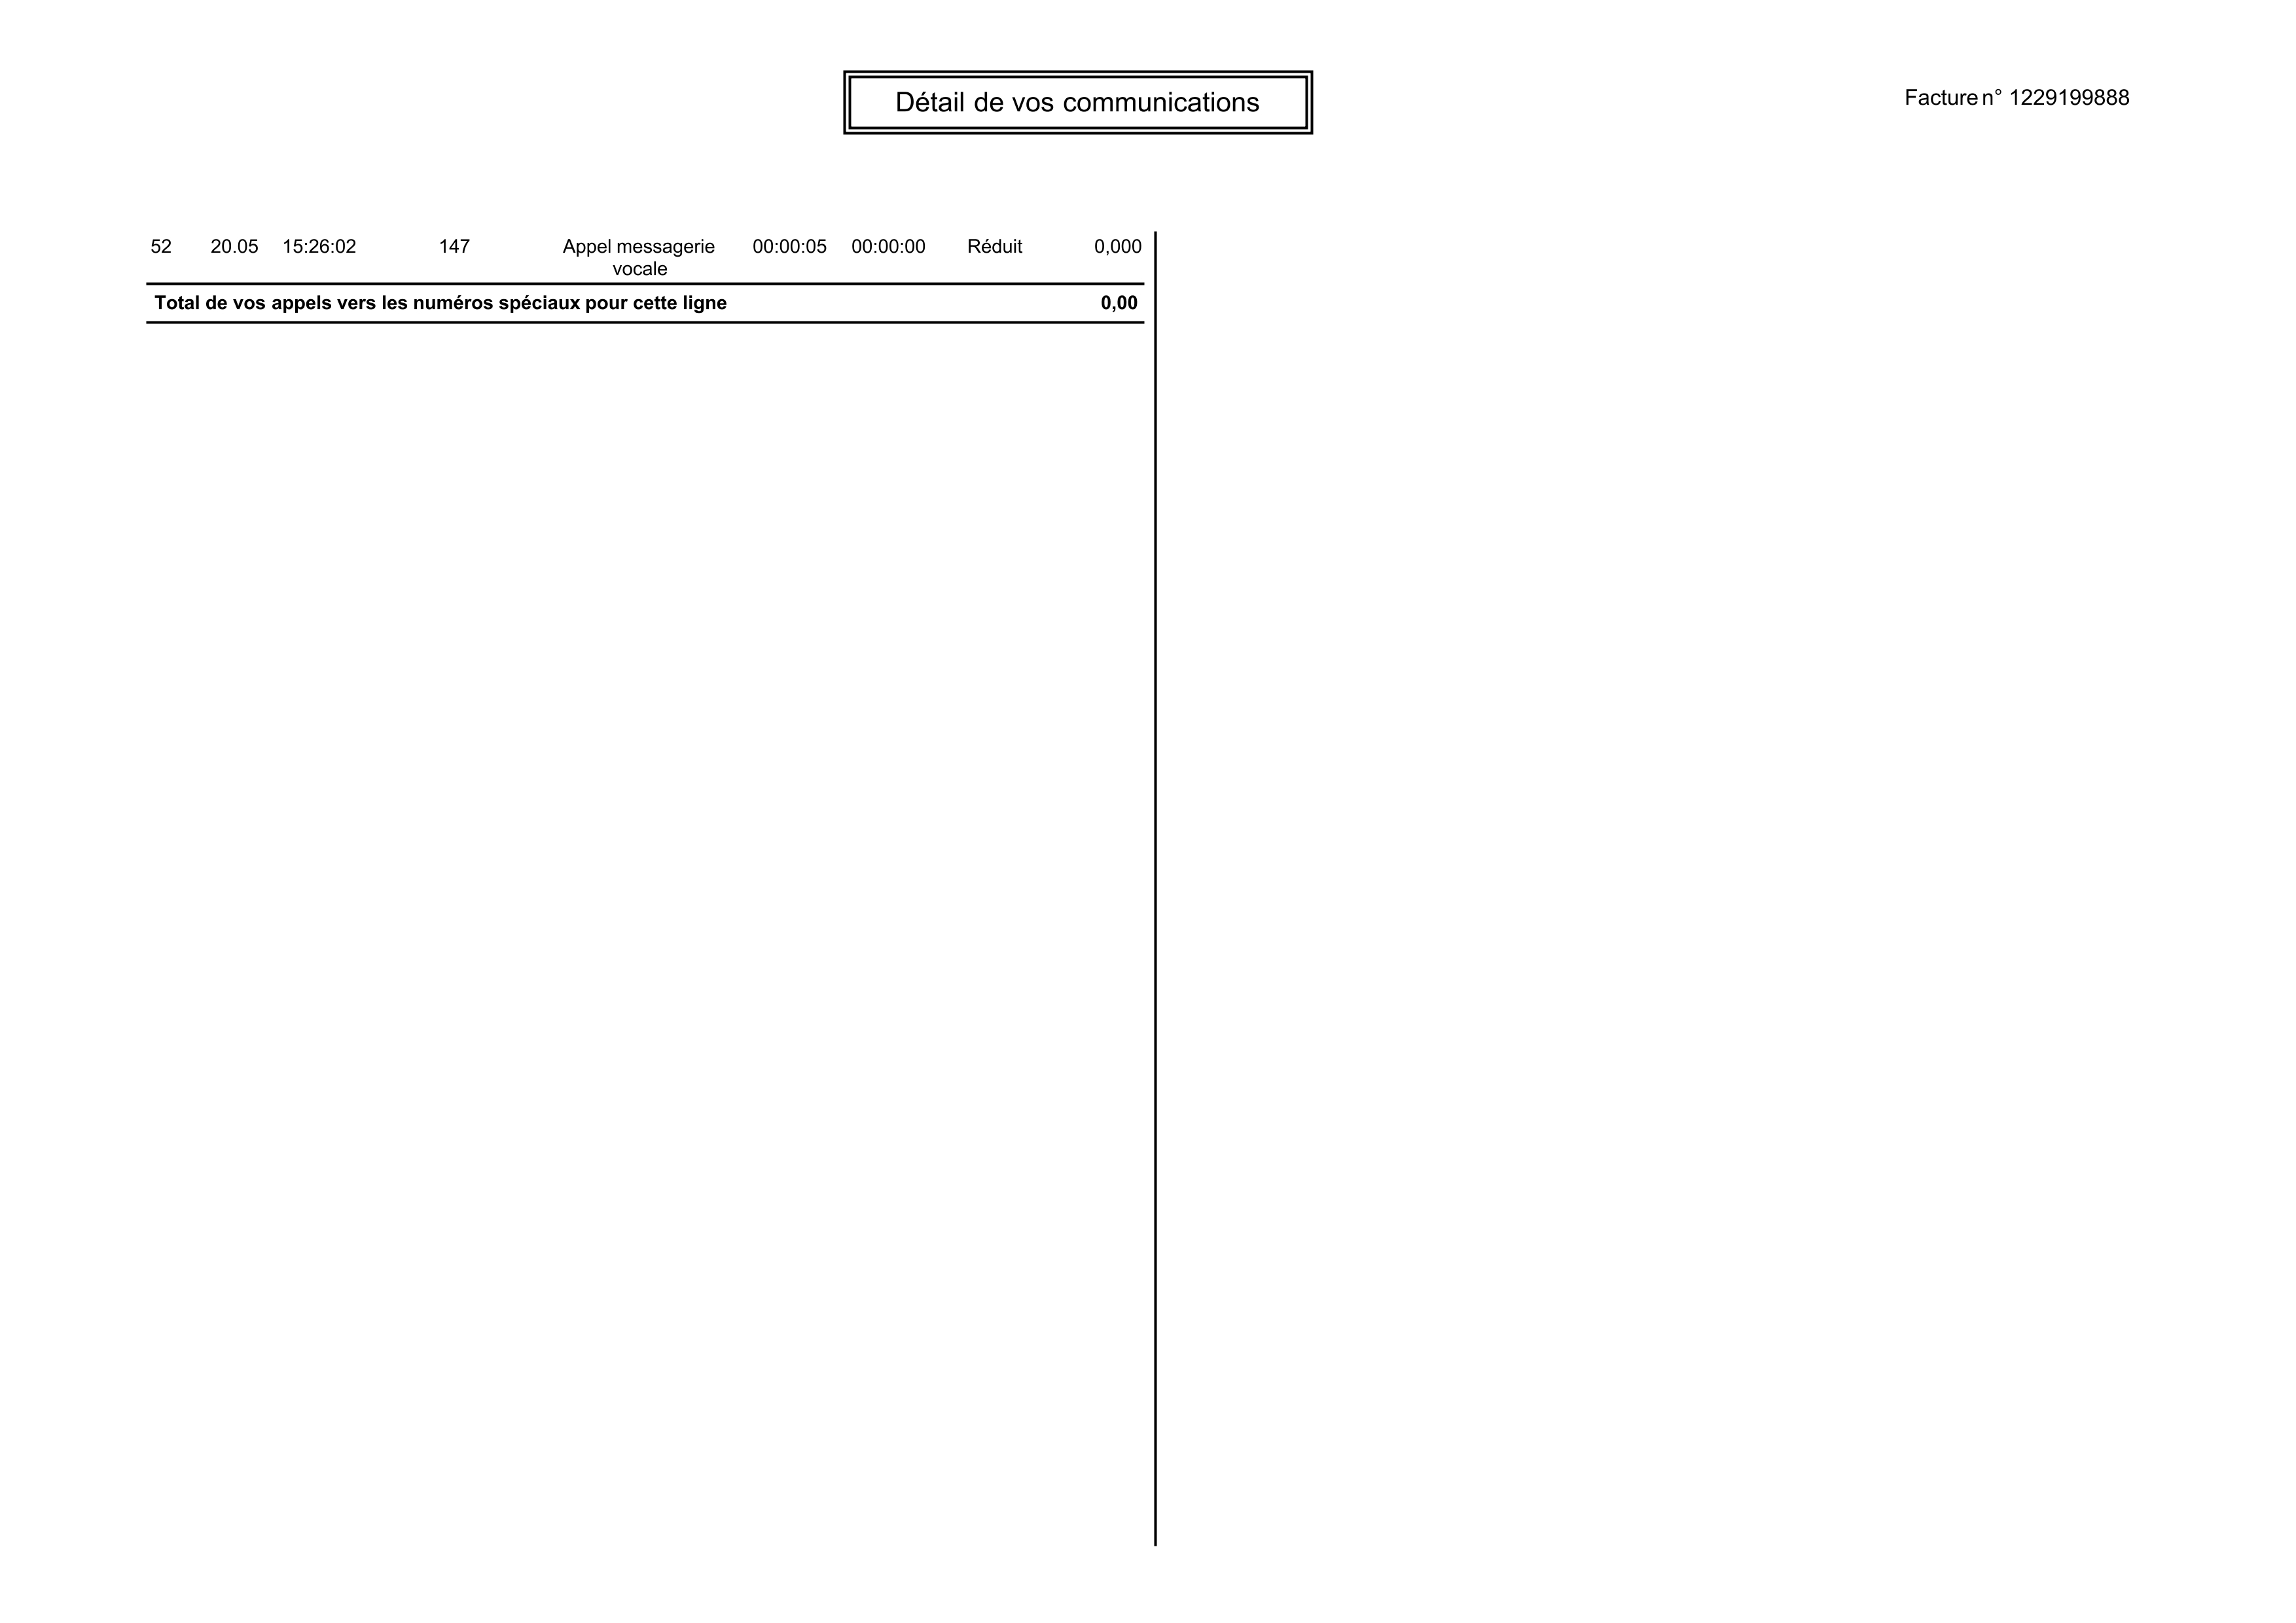 Détail de vos communications
Facture n° 1229199888
52 20.05 15:26:02 147 Appel messagerie 00:00:05 00:00:00 Réduit 0,000
vocale
Total de vos appels vers les numéros spéciaux pour cette ligne 0,00